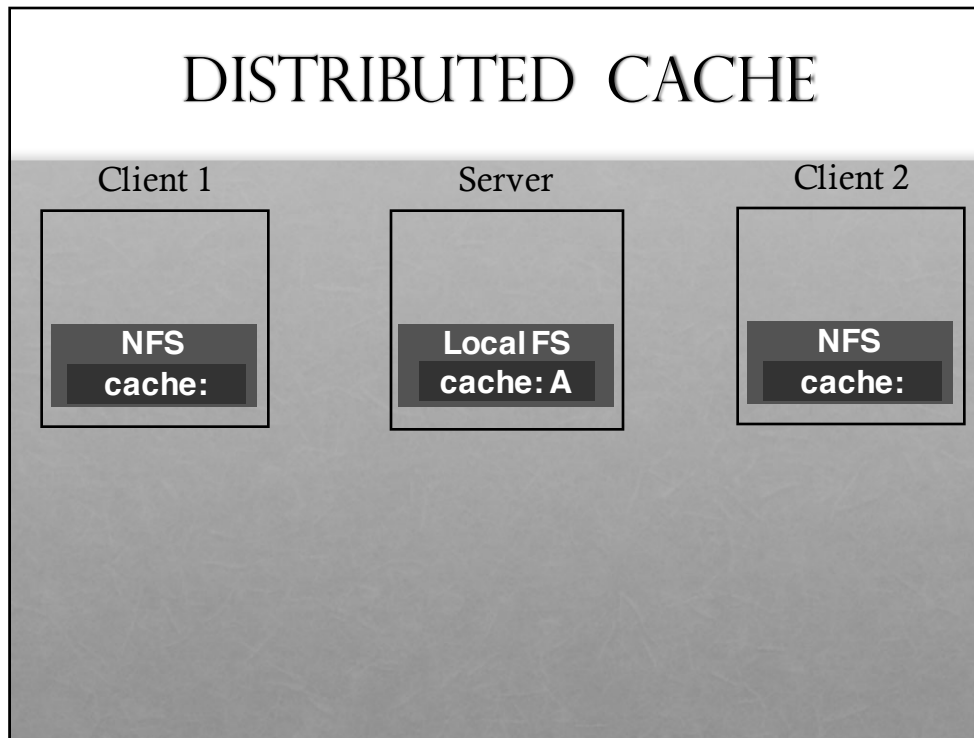 DISTRIBUTED CACHE
Client 1
NFS
cache:
Server
Local FS
cache: A
Client 2
NFS
cache: